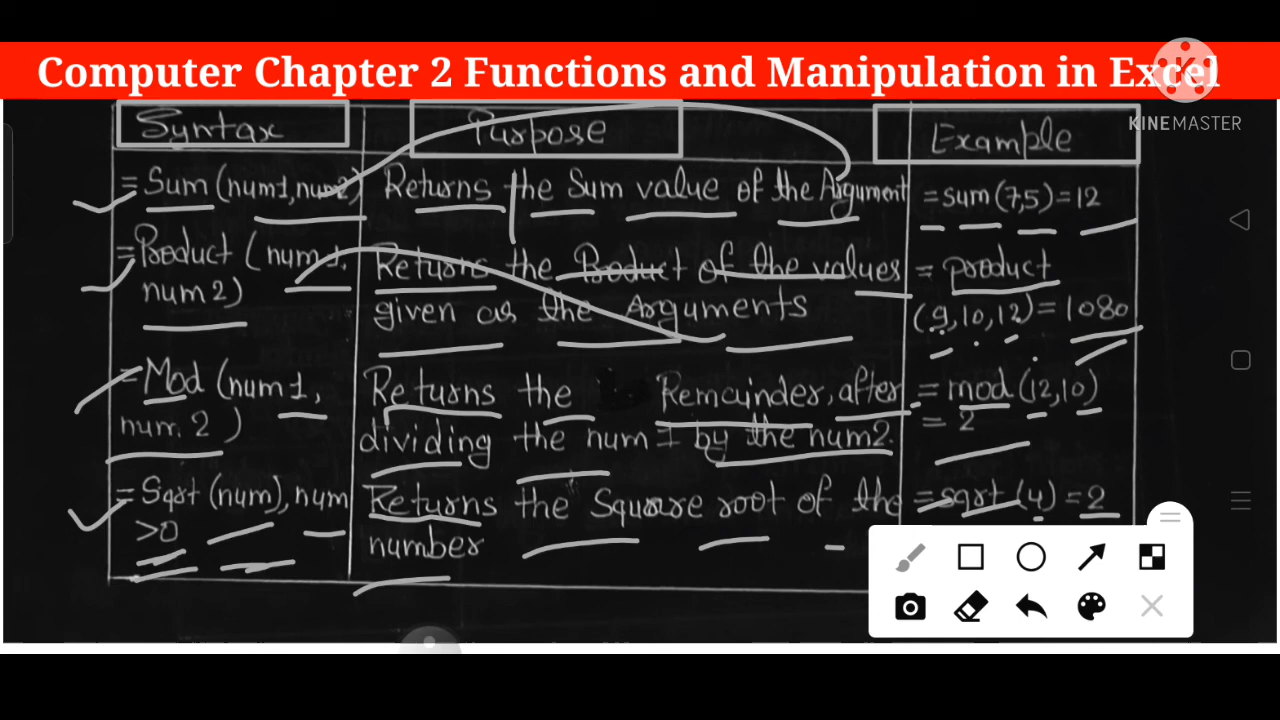 Computer Chapter 2 Functions and Manipulation in Excel
KINEMASTER
Syntax Purpose Example
= Sum (num1, num2) Returns the Sum value of the Argument = sum (7,5) = 12
= Product (num1, num2) Returns the Product of the values given as the Arguments = product (9,10,12) = 1080
= Mod (num1, num. 2) Returns the Remainder, after dividing the num 1 by the num2. = mod (12,10) = 2
= Sqrt (num), num >0 Returns the Square root of the number = sqrt (4) = 2